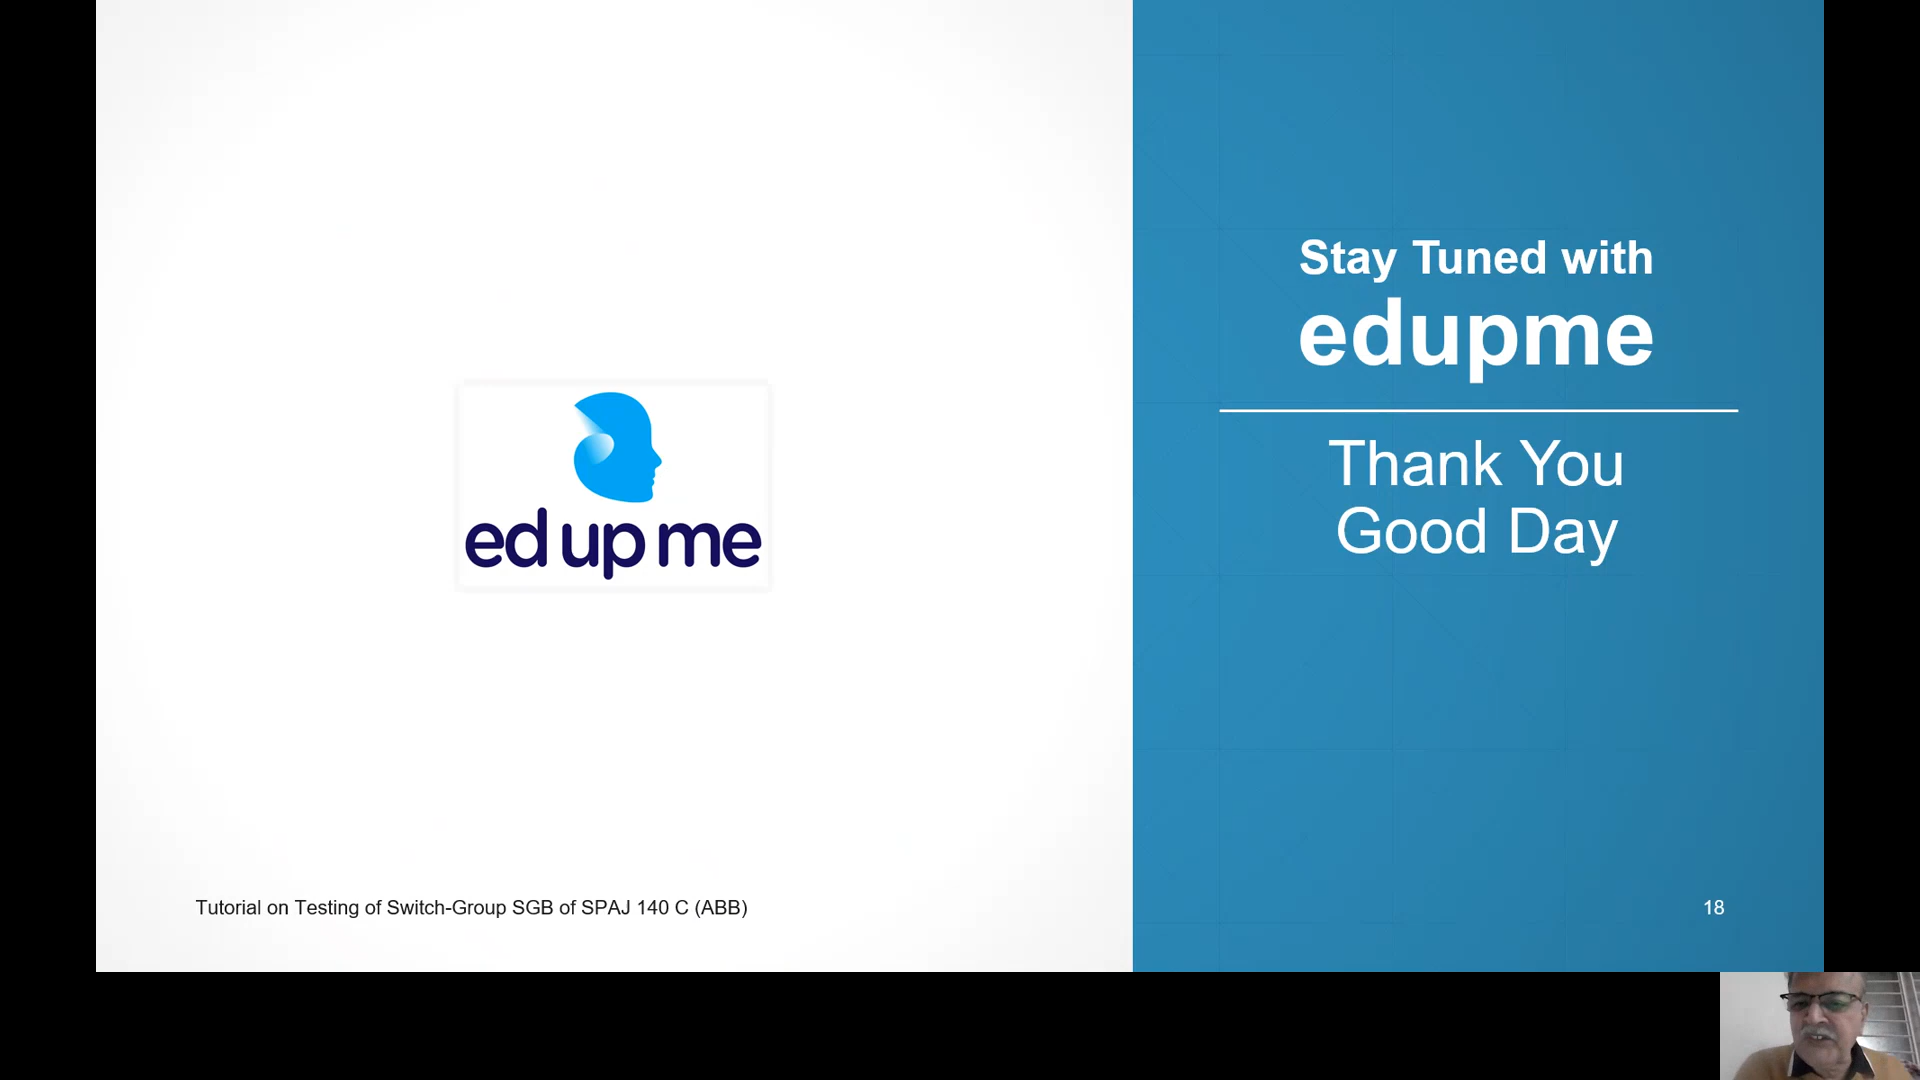 ed up me
Stay Tuned with
edupme
Thank You
Good Day
Tutorial on Testing of Switch-Group SGB of SPAJ 140 C (ABB)
18